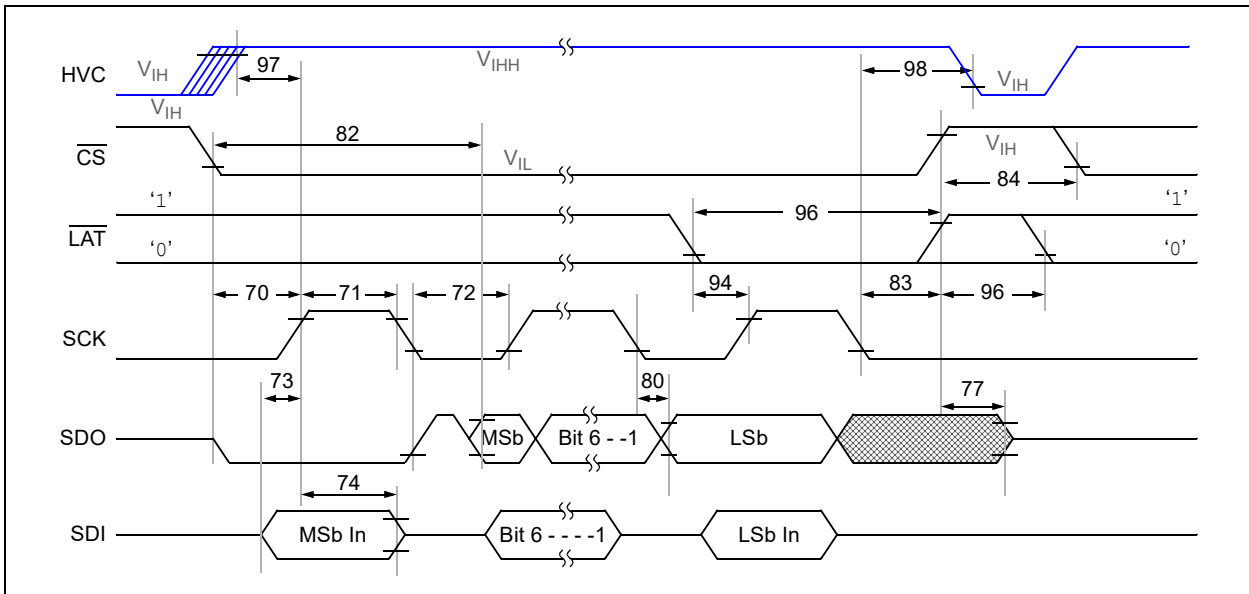 HVC VIH 97 VIHH 98 VIH
VIH
CS 82 VIL VIH 84
LAT '1' 96 '1'
'0' '0'
70 71 72 94 83 96
SCK
73 80 77
SDO MSb Bit 6 - -1 LSb
74
SDI MSb In Bit 6 - - - -1 LSb In